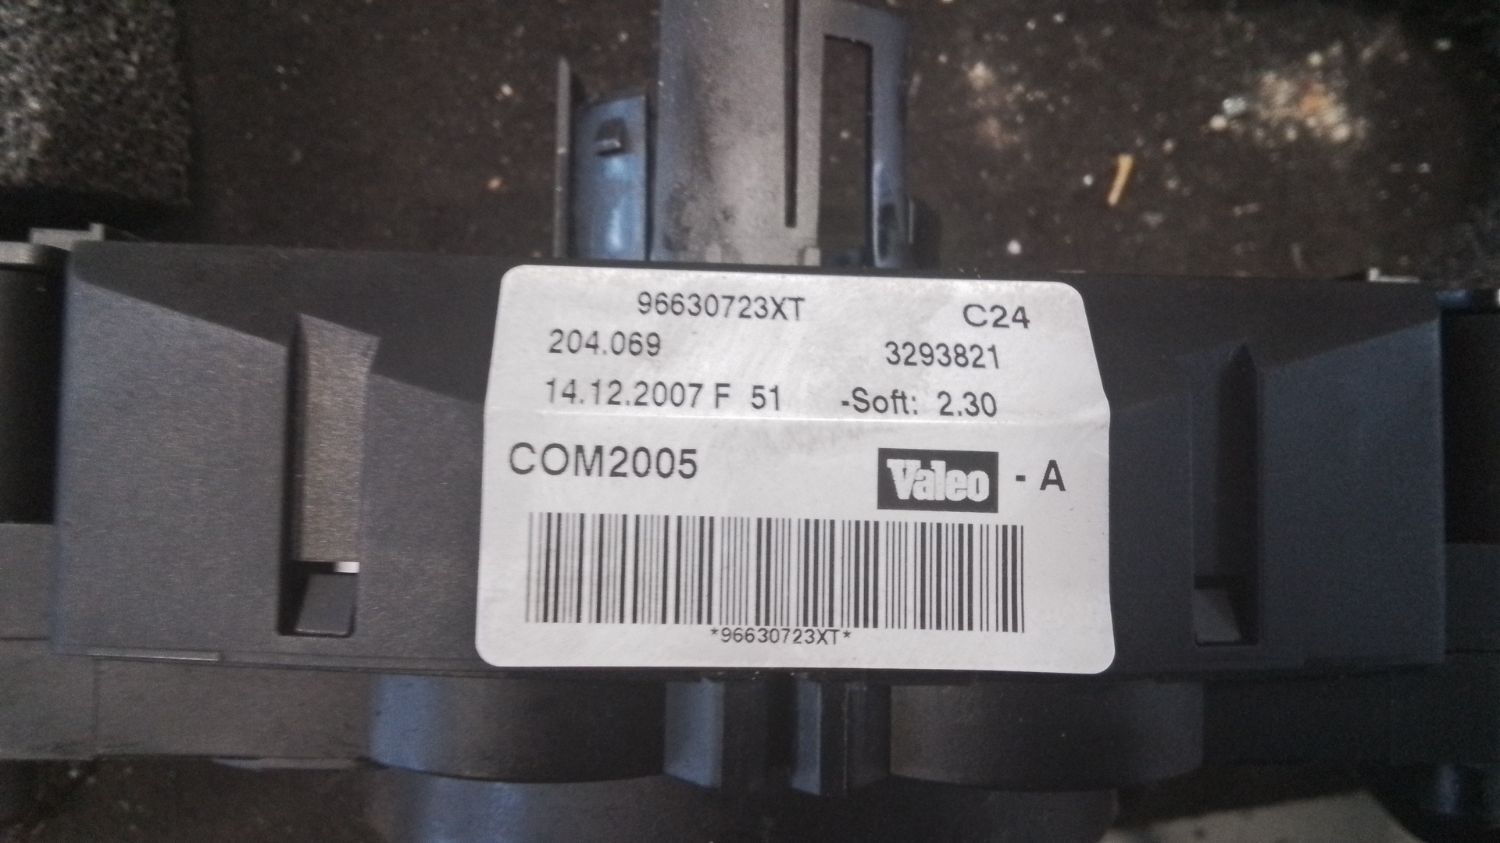 96630723XT C24
204.069 3293821
14.12.2007 F 51 -Soft: 2.30
COM2005 Valeo - A
*96630723XT*